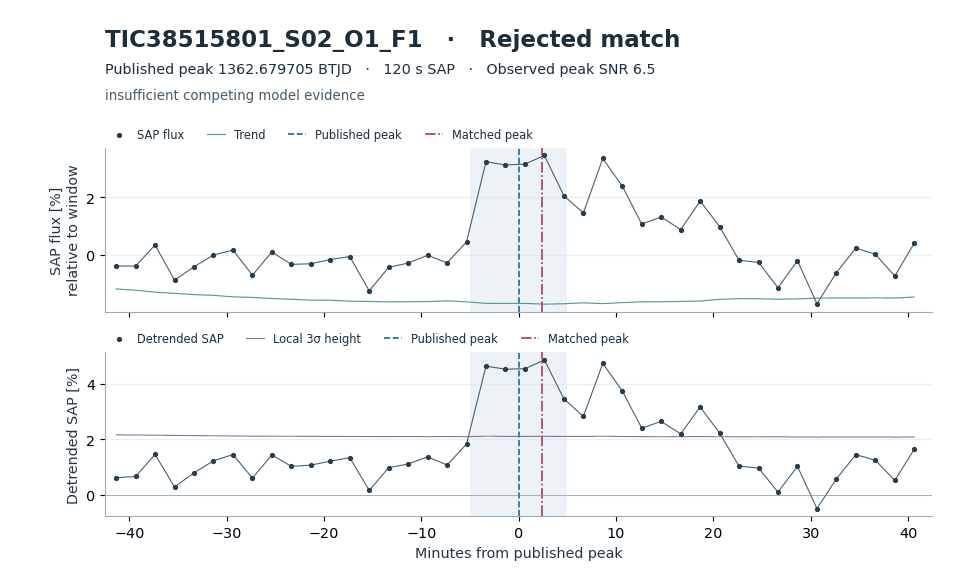 TIC38515801_S02_O1_F1 · Rejected match
Published peak 1362.679705 BTJD · 120 s SAP · Observed peak SNR 6.5
insufficient competing model evidence
SAP flux Trend Published peak Matched peak
SAP flux [%]
relative to window
2
0
Detrended SAP Local 3σ height Published peak Matched peak
Detrended SAP [%]
4
2
0
−40 −30 −20 −10 0 10 20 30 40
Minutes from published peak